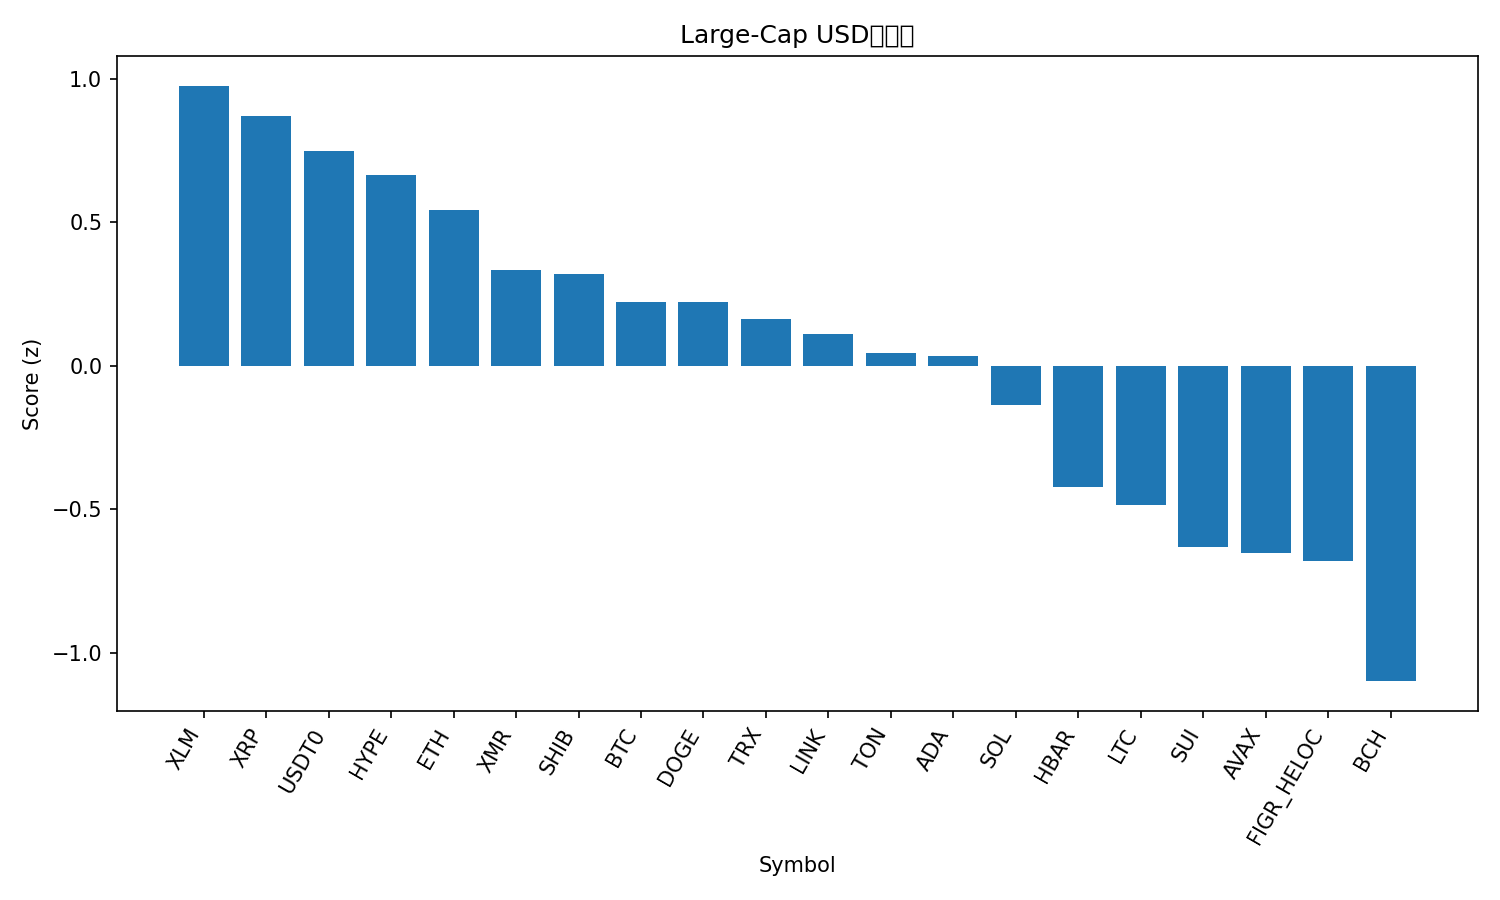 Large-Cap USD
1.0
0.5
0.0
−0.5
−1.0
Score (z)
XLM
XRP
USDT0
HYPE
ETH
XMR
SHIB
BTC
DOGE
TRX
LINK
TON
ADA
SOL
HBAR
LTC
SUI
AVAX
FIGR_HELOC
BCH
Symbol